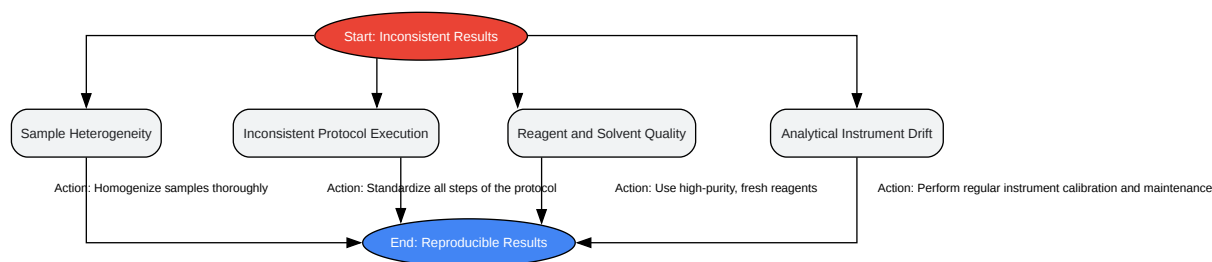 Start: Inconsistent Results
Sample Heterogeneity
Inconsistent Protocol Execution
Reagent and Solvent Quality
Analytical Instrument Drift
Action: Homogenize samples thoroughly
Action: Standardize all steps of the protocol
Action: Use high-purity, fresh reagents
Action: Perform regular instrument calibration and maintenance
End: Reproducible Results